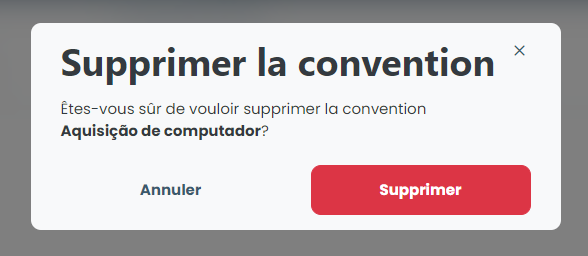 Supprimer la convention
Êtes-vous sûr de vouloir supprimer la convention
Aquisição de computador?
Annuler
Supprimer